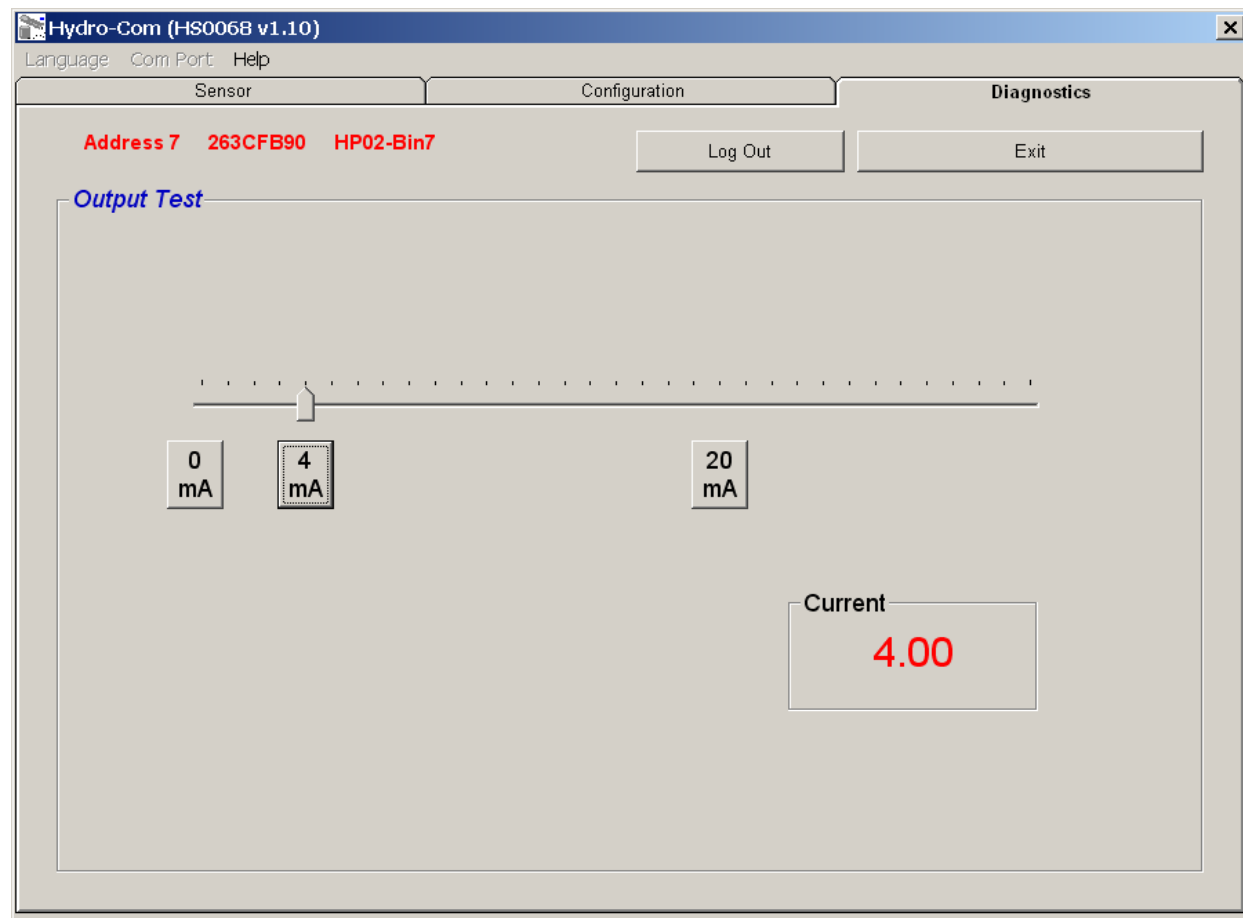 Hydro-Com (HS0068 v1.10)
Language Com Port Help
Sensor Configuration Diagnostics
Address 7 263CFB90 HP02-Bin7 Log Out Exit
Output Test
0 4 20
mA mA mA
Current
4.00